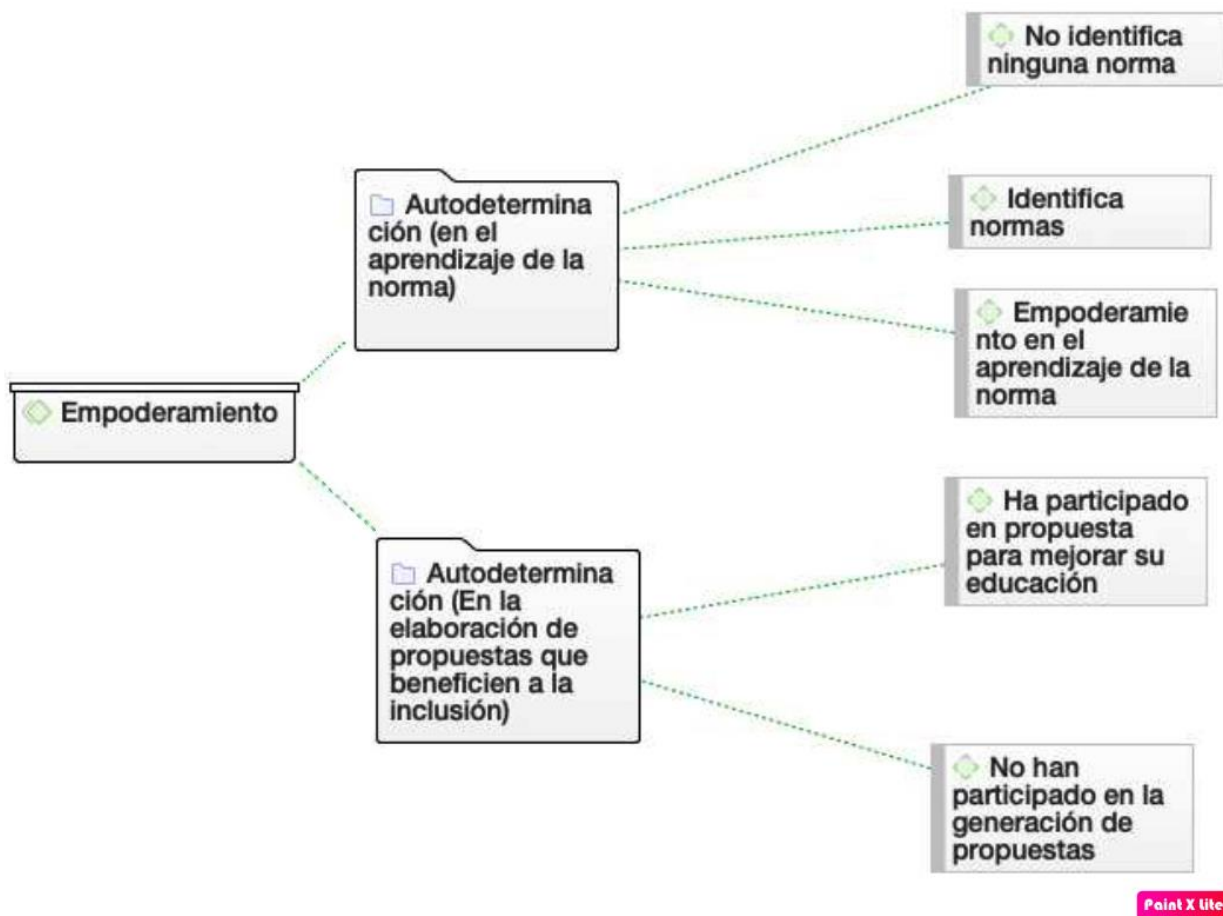 No identifica
ninguna norma
Autodetermina
ción (en el
aprendizaje de la
norma)
Identifica
normas
Empoderamie
nto en el
aprendizaje de la
norma
Empoderamiento
Ha participado
en propuesta
para mejorar su
educación
Autodetermina
ción (En la
elaboración de
propuestas que
beneficien a la
inclusión)
No han
participado en la
generación de
propuestas
Paint X Lite